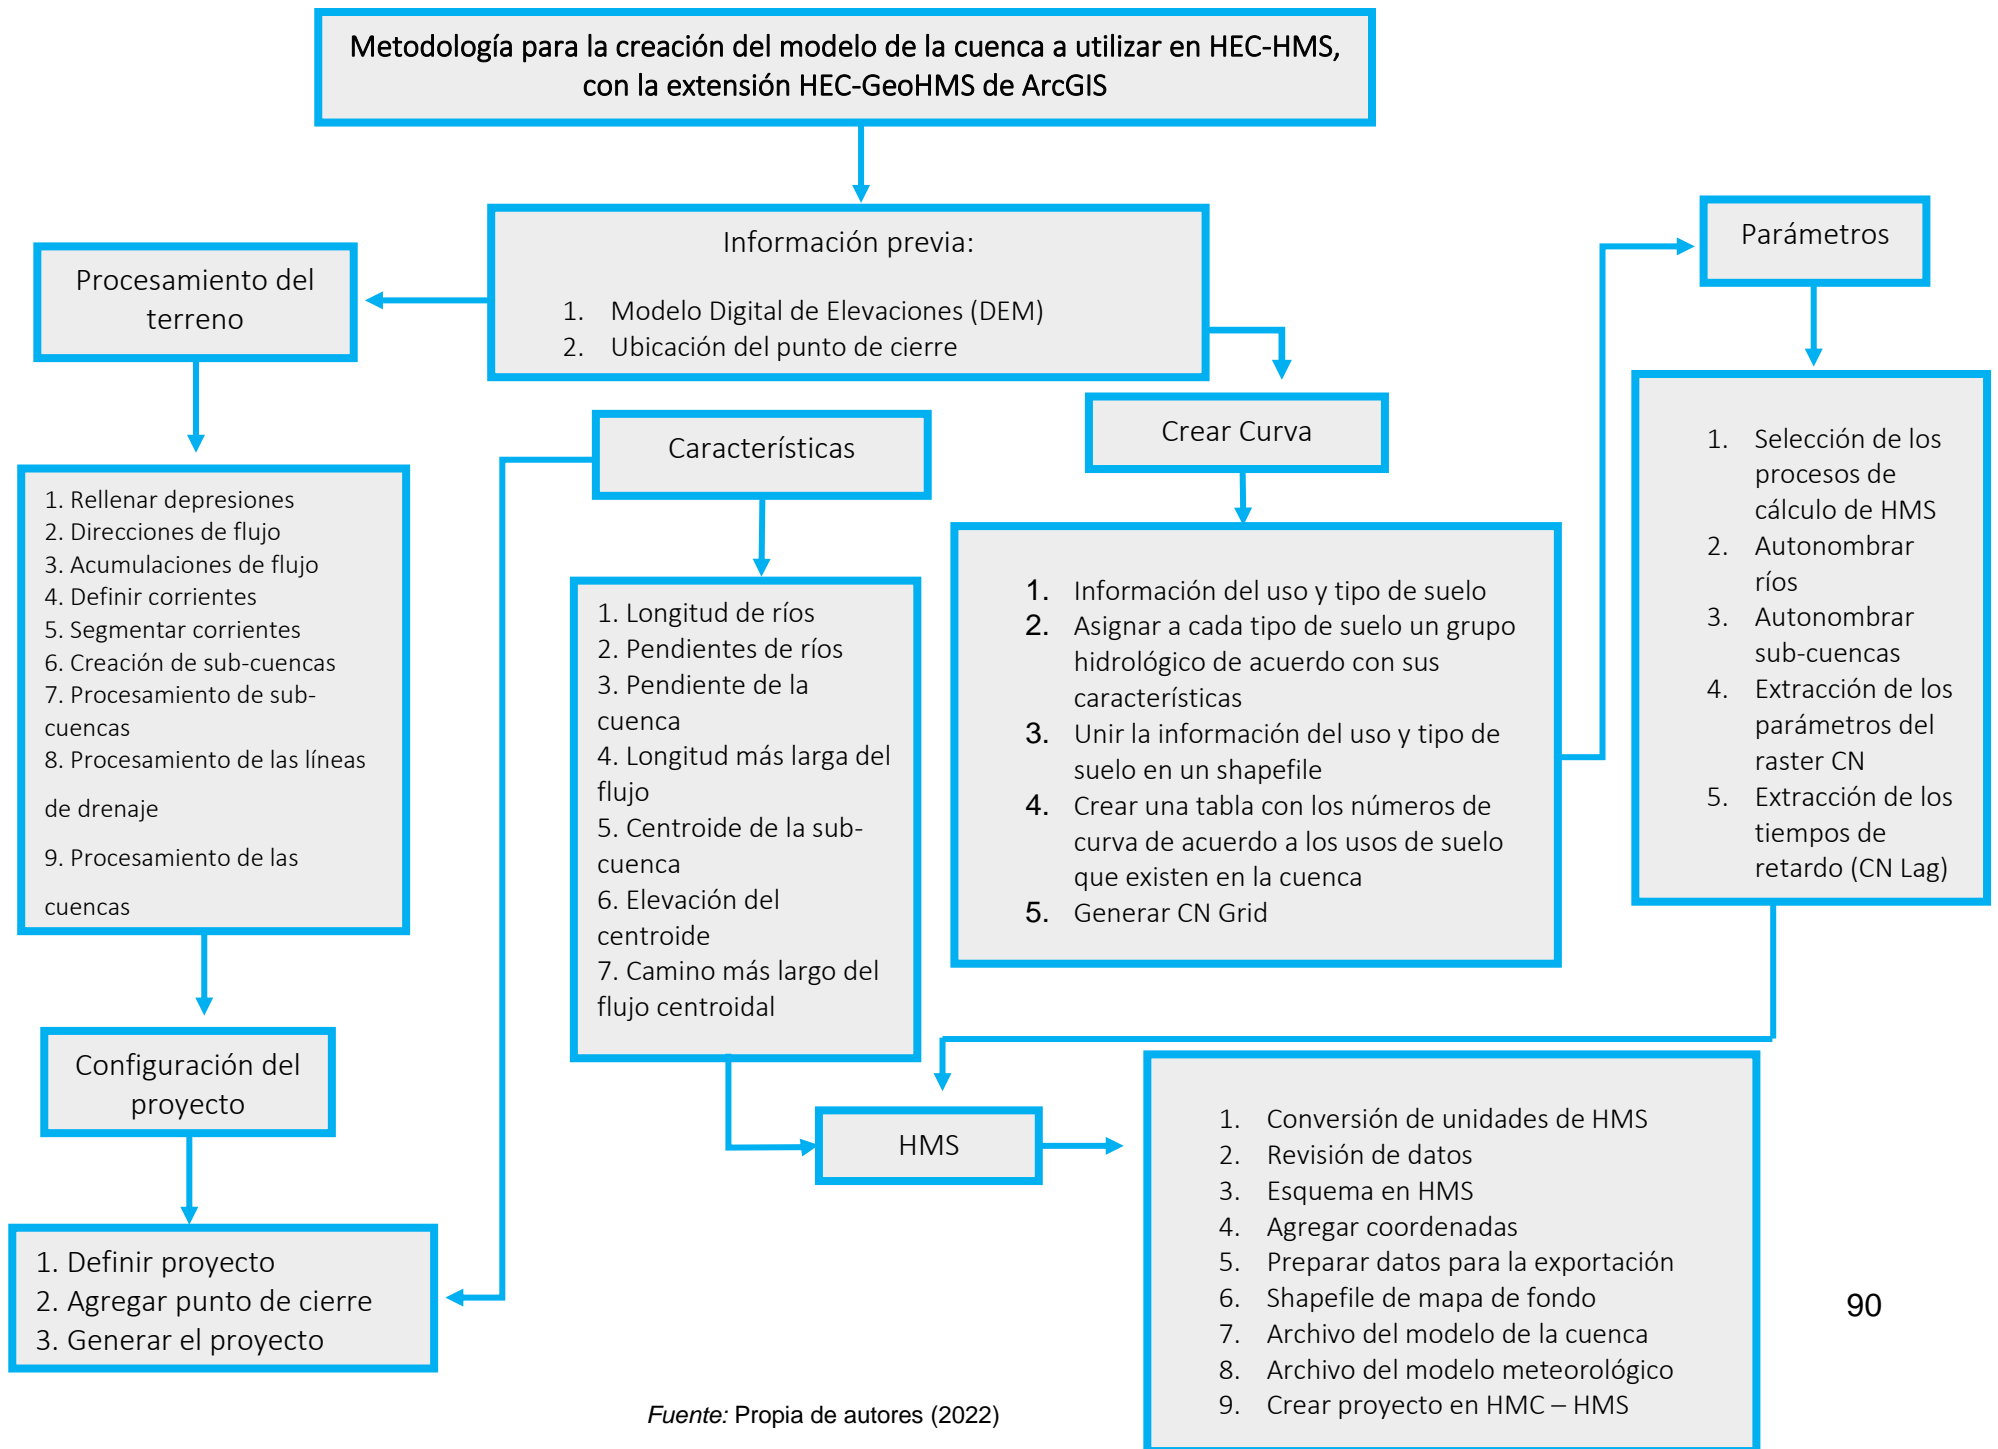 Metodología para la creación del modelo de la cuenca a utilizar en HEC-HMS,
con la extensión HEC-GeoHMS de ArcGIS
Información previa:
1. Modelo Digital de Elevaciones (DEM)
2. Ubicación del punto de cierre
Procesamiento del
terreno
1. Rellenar depresiones
2. Direcciones de flujo
3. Acumulaciones de flujo
4. Definir corrientes
5. Segmentar corrientes
6. Creación de sub-cuencas
7. Procesamiento de sub-
cuencas
8. Procesamiento de las líneas
de drenaje
9. Procesamiento de las
cuencas
Configuración del
proyecto
1. Definir proyecto
2. Agregar punto de cierre
3. Generar el proyecto
Características
1. Longitud de ríos
2. Pendientes de ríos
3. Pendiente de la
cuenca
4. Longitud más larga del
flujo
5. Centroide de la sub-
cuenca
6. Elevación del
centroide
7. Camino más largo del
flujo centroidal
Crear Curva
1. Información del uso y tipo de suelo
2. Asignar a cada tipo de suelo un grupo
hidrológico de acuerdo con sus
características
3. Unir la información del uso y tipo de
suelo en un shapefile
4. Crear una tabla con los números de
curva de acuerdo a los usos de suelo
que existen en la cuenca
5. Generar CN Grid
Parámetros
1. Selección de los
procesos de
cálculo de HMS
2. Autonombrar
ríos
3. Autonombrar
sub-cuencas
4. Extracción de los
parámetros del
raster CN
5. Extracción de los
tiempos de
retardo (CN Lag)
HMS
1. Conversión de unidades de HMS
2. Revisión de datos
3. Esquema en HMS
4. Agregar coordenadas
5. Preparar datos para la exportación
6. Shapefile de mapa de fondo
7. Archivo del modelo de la cuenca
8. Archivo del modelo meteorológico
9. Crear proyecto en HMC – HMS
90
Fuente: Propia de autores (2022)